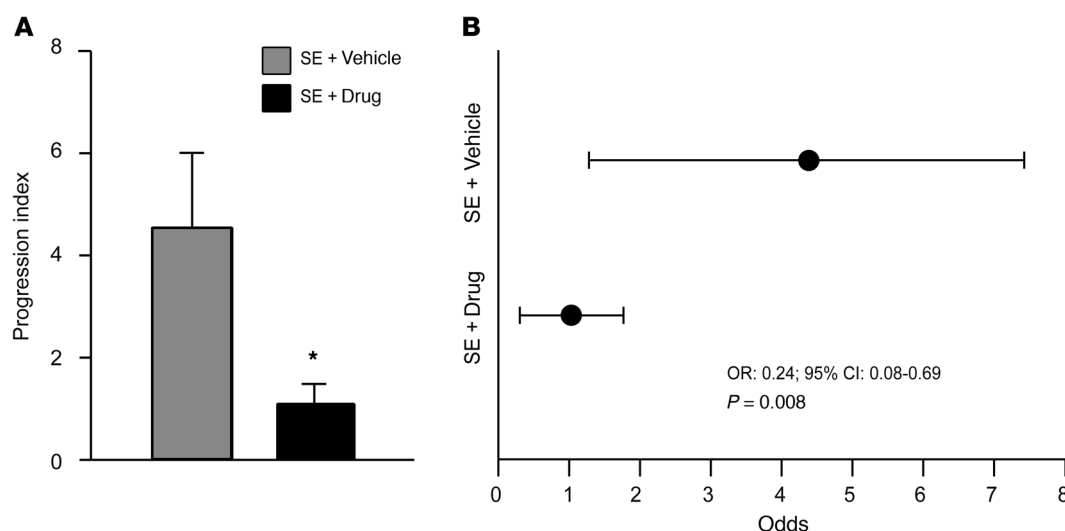 A
8
6
4
2
0
Progression index
SE + Vehicle
SE + Drug
*
B
SE + Vehicle
SE + Drug
OR: 0.24; 95% CI: 0.08-0.69
P = 0.008
0 1 2 3 4 5 6 7 8
Odds